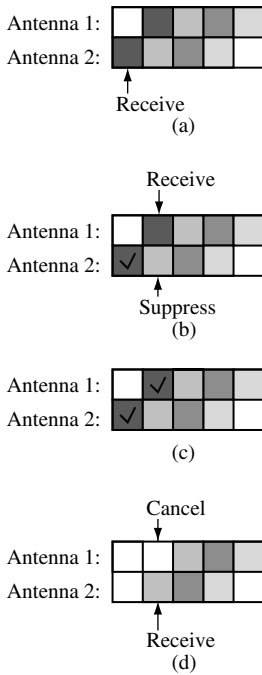 Antenna 1:
Antenna 2:
Receive
(a)
Receive
Antenna 1:
Antenna 2:
Suppress
(b)
Antenna 1:
Antenna 2:
(c)
Cancel
Antenna 1:
Antenna 2:
Receive
(d)